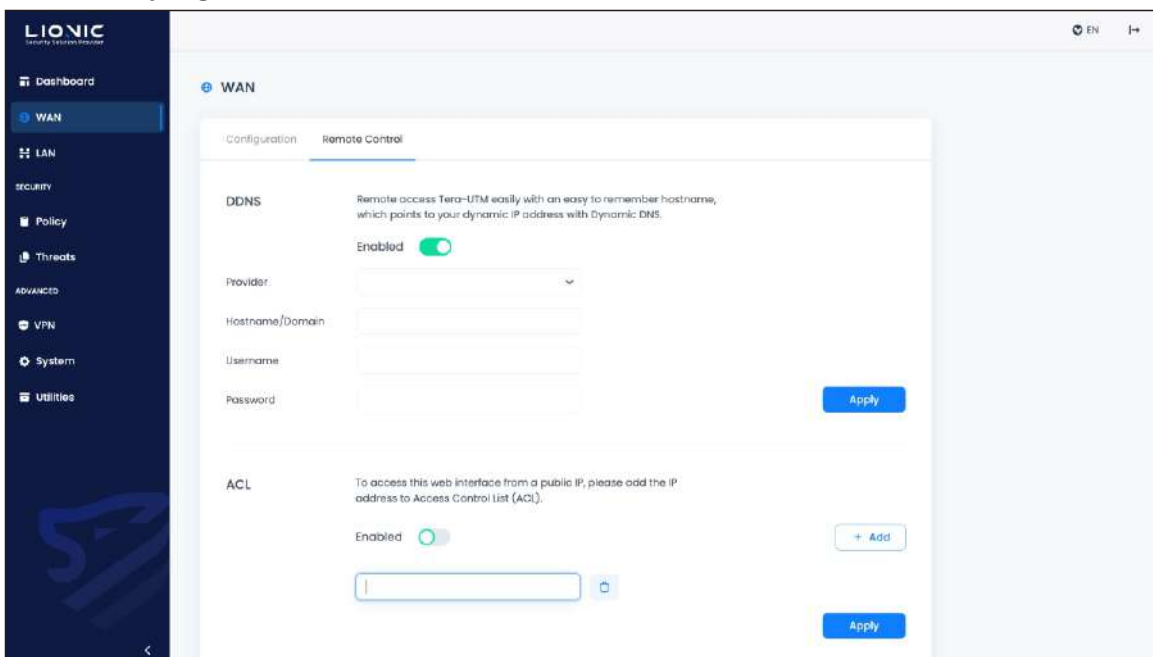 LIONIC
Security Solution Provider
EN
Dashboard
WAN
LAN
SECURITY
Policy
Threats
ADVANCED
VPN
System
Utilities
WAN
Configuration Remote Control
DDNS
Remote access Tera-UTM easily with an easy to remember hostname,
which points to your dynamic IP address with Dynamic DNS.
Enabled
Provider
Hostname/Domain
Username
Password
Apply
ACL
To access this web interface from a public IP, please add the IP
address to Access Control List (ACL).
Enabled
+ Add
Apply